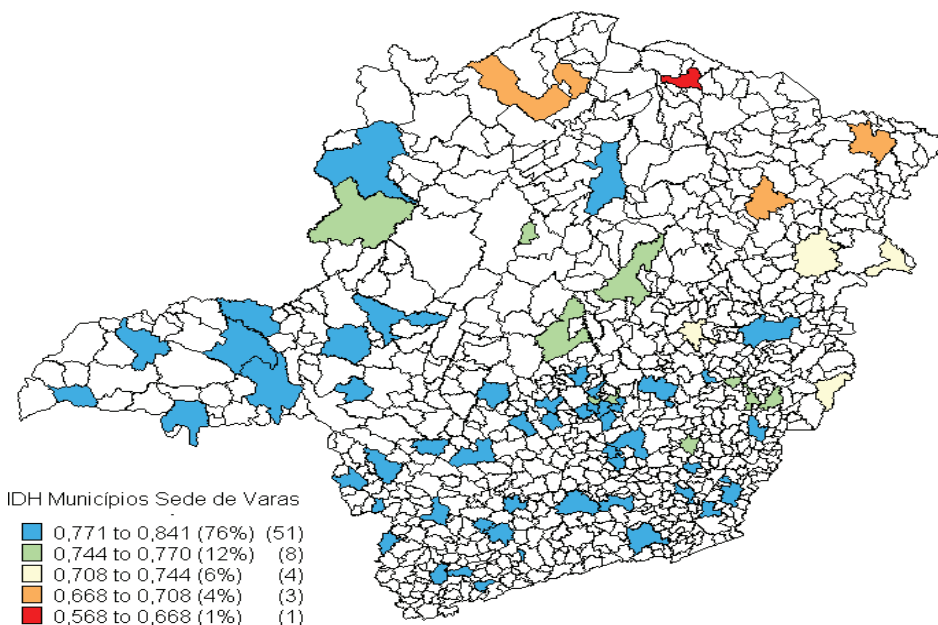 IDH Municípios Sede de Varas
0,771 to 0,841 (76%) (51)
0,744 to 0,770 (12%) (8)
0,708 to 0,744 (6%) (4)
0,668 to 0,708 (4%) (3)
0,568 to 0,668 (1%) (1)